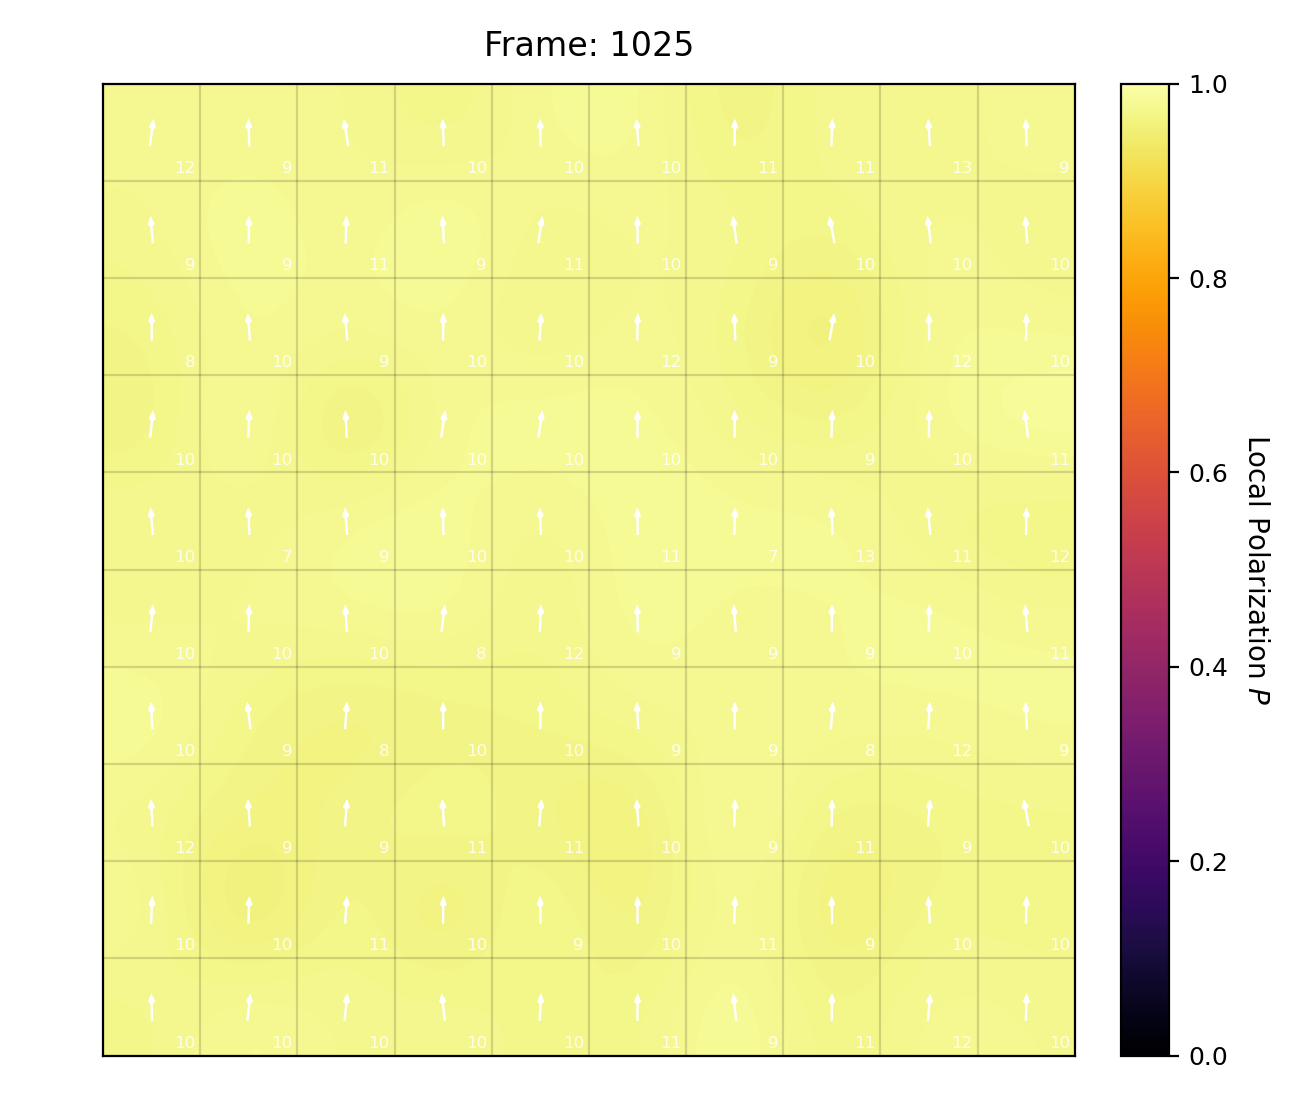 Frame: 1025
12 9 11 10 10 10 11 11 13 9
9 9 11 9 11 10 9 10 10 10
8 10 9 10 10 12 9 10 12 10
10 10 10 10 10 10 10 9 10 11
10 7 9 10 10 11 7 13 11 12
10 10 10 8 12 9 9 9 10 11
10 9 8 10 10 9 9 8 12 9
12 9 9 11 11 10 9 11 9 10
10 10 11 10 9 10 11 9 10 10
10 10 10 10 10 11 9 11 12 10
1.0
0.8
0.6
0.4
0.2
0.0
Local Polarization P